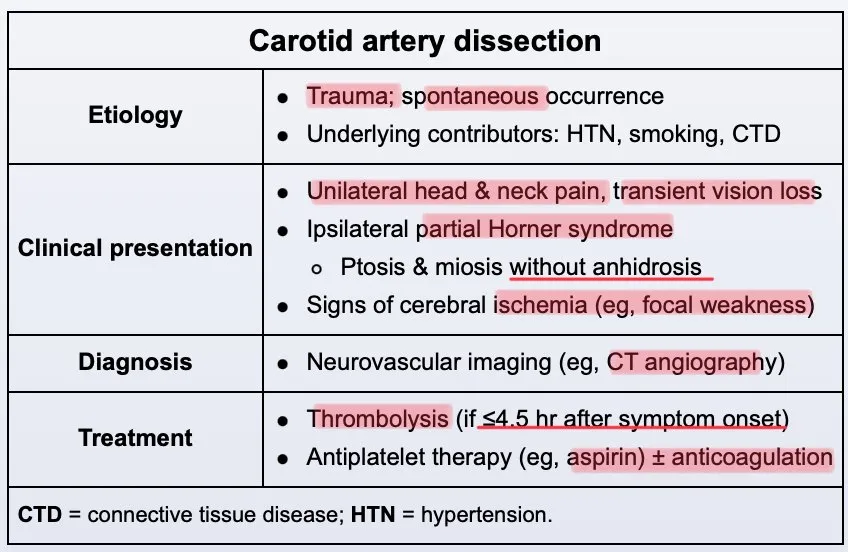 Carotid artery dissection
Etiology
● Trauma; spontaneous occurrence
● Underlying contributors: HTN, smoking, CTD
Clinical presentation
● Unilateral head & neck pain, transient vision loss
● Ipsilateral partial Horner syndrome
○ Ptosis & miosis without anhidrosis
● Signs of cerebral ischemia (eg, focal weakness)
Diagnosis
● Neurovascular imaging (eg, CT angiography)
Treatment
● Thrombolysis (if ≤4.5 hr after symptom onset)
● Antiplatelet therapy (eg, aspirin) ± anticoagulation
CTD = connective tissue disease; HTN = hypertension.